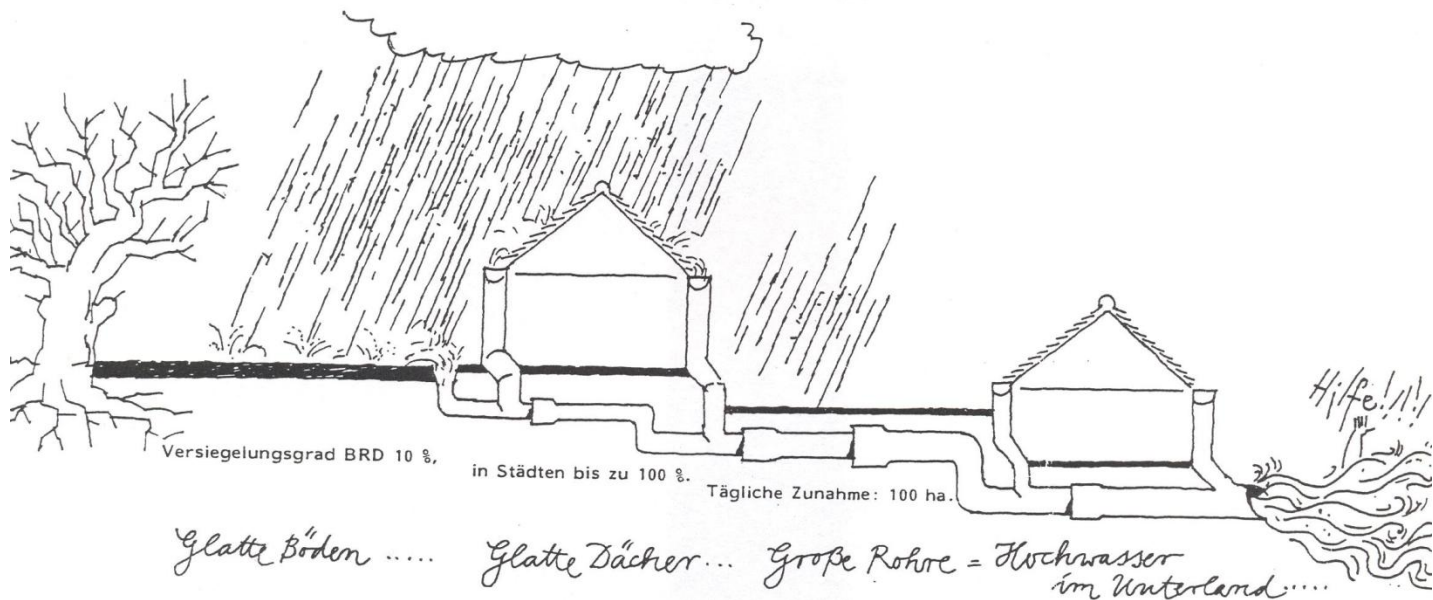 Hilfe!!!!
Versiegelungsgrad BRD 10 %,
in Städten bis zu 100 %.
Tägliche Zunahme: 100 ha.
Glatte Böden ..... Glatte Dächer... Große Rohre = Hochwasser
im Unterland.....